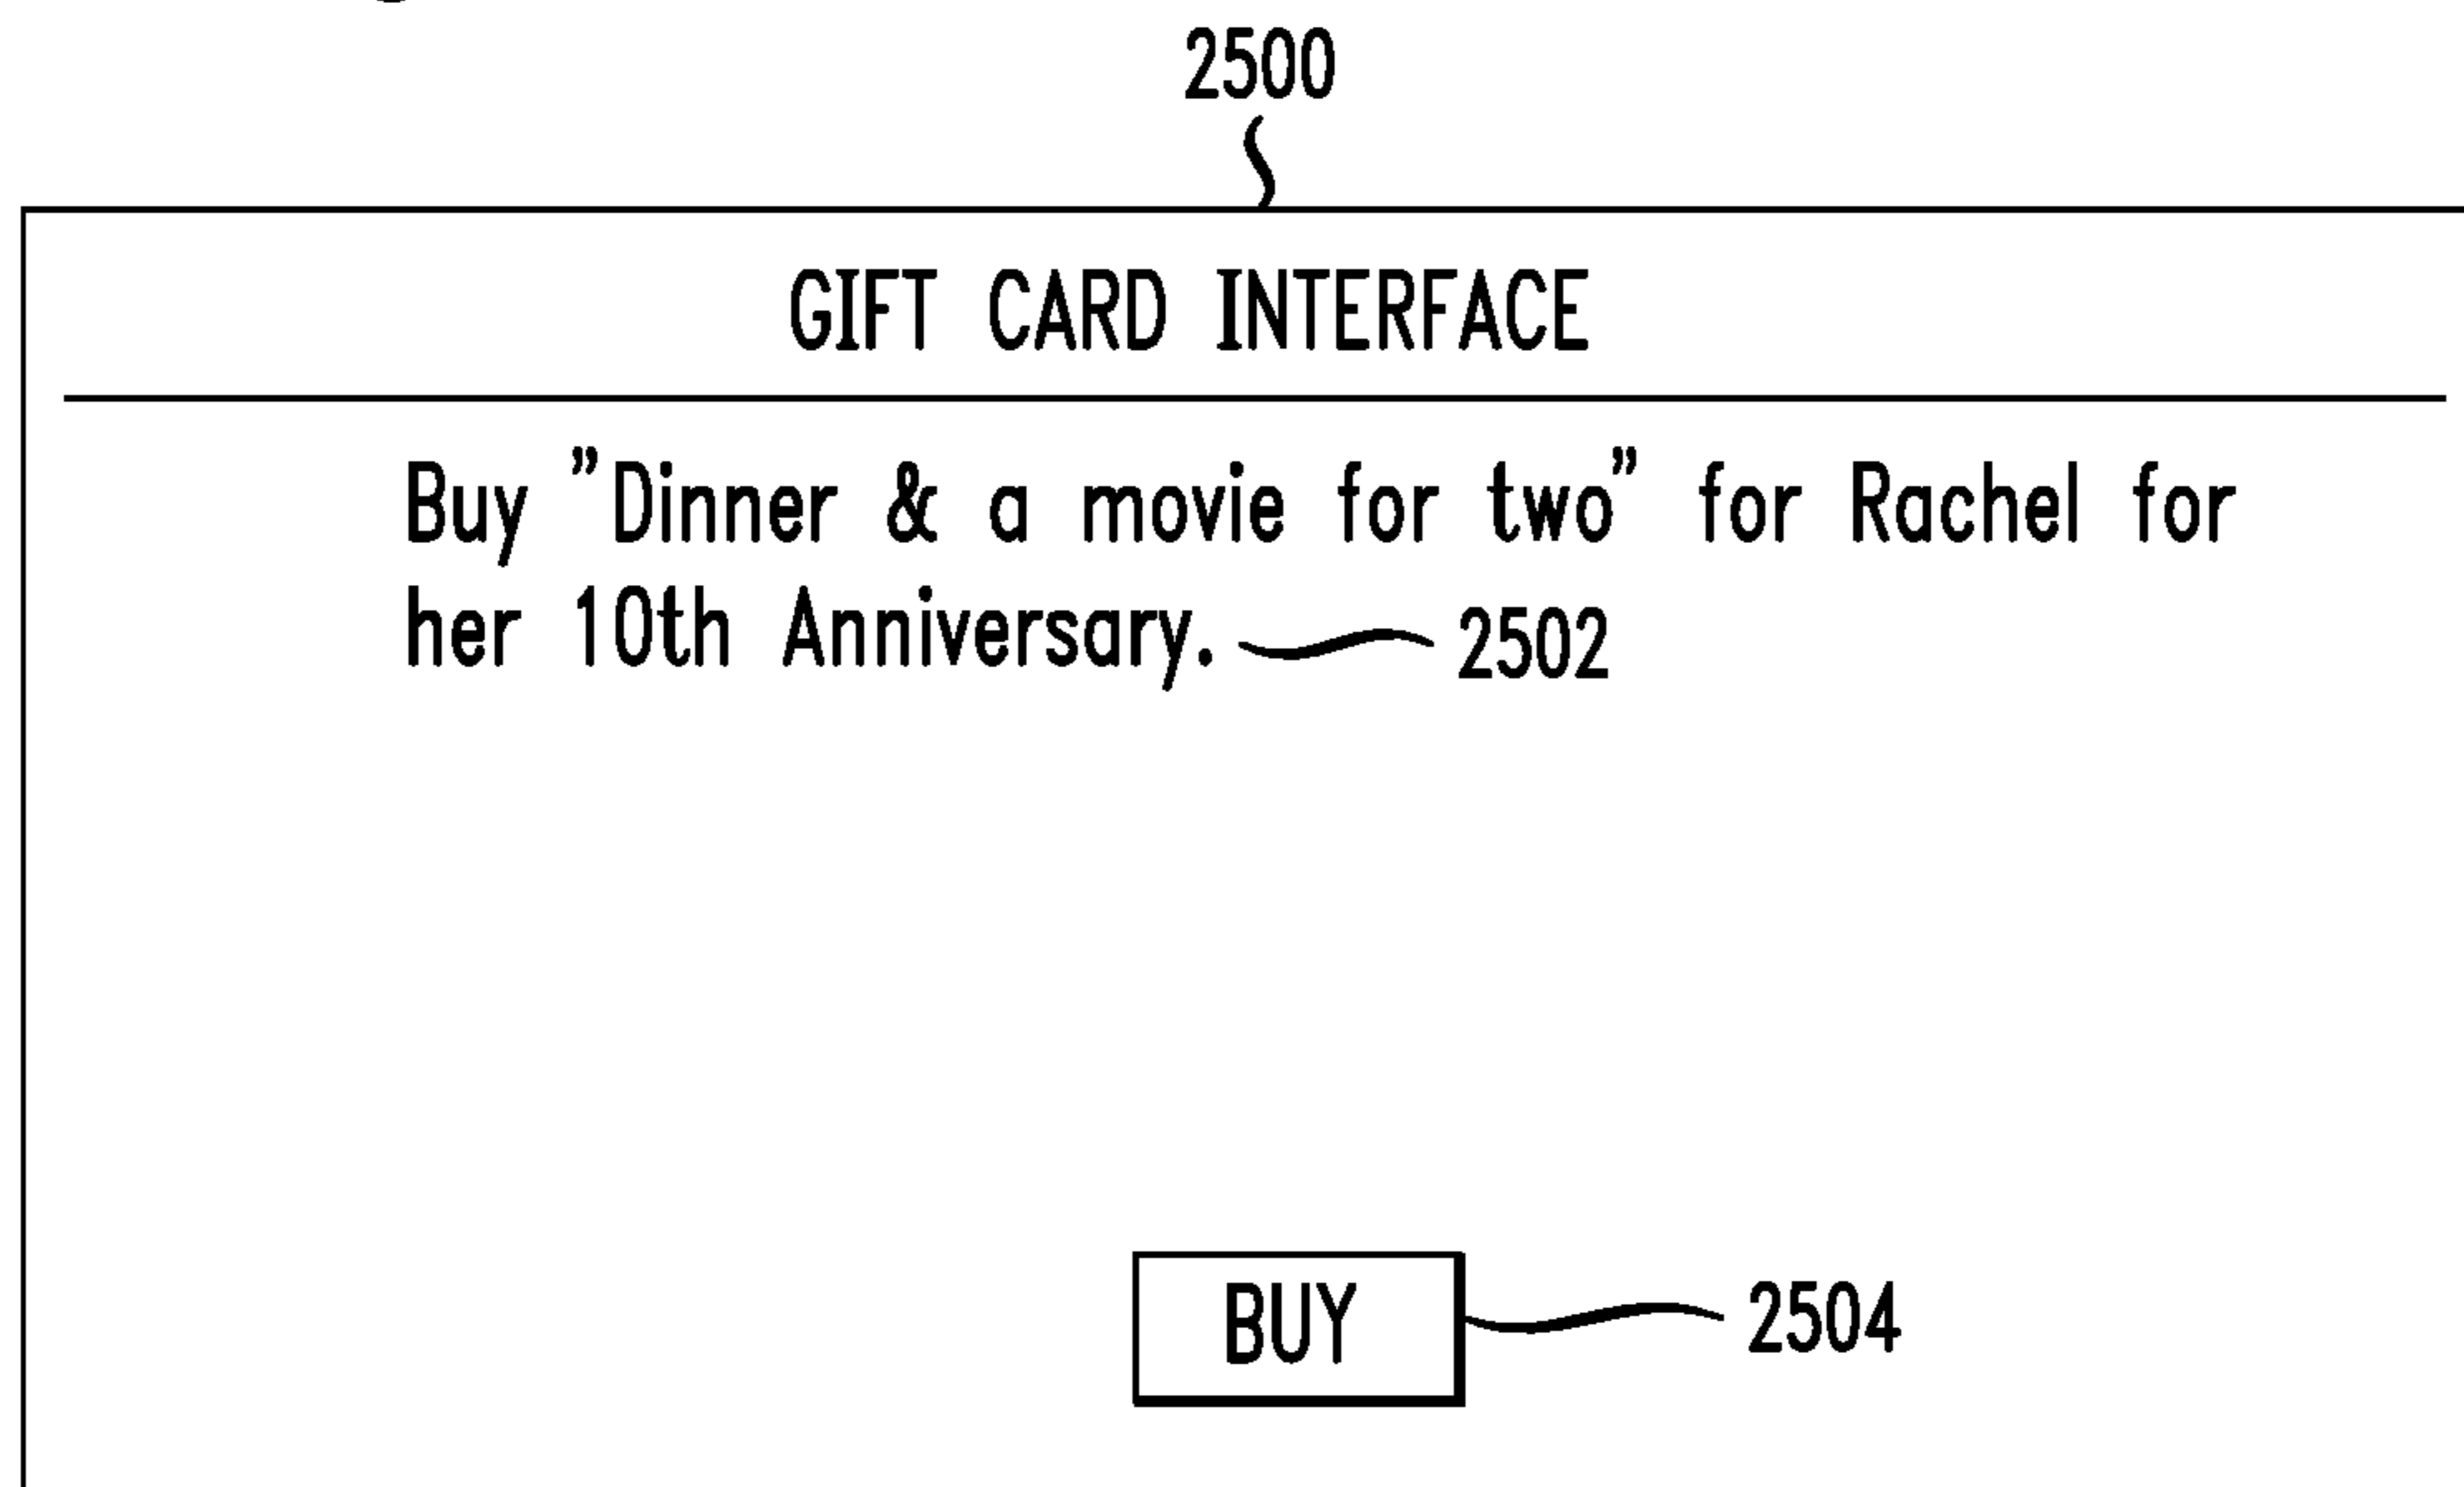 2500
GIFT CARD INTERFACE
Buy ”Dinner & a movie for two” for Rachel for
her 10th Anniversary. 2502
BUY 2504